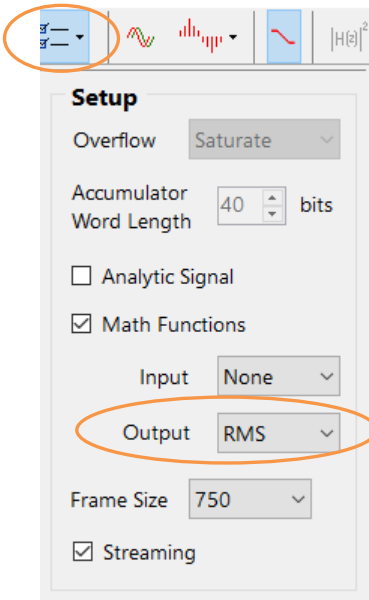 |H(z)|²
Setup
Overflow Saturate
Accumulator
Word Length 40 bits
Analytic Signal
Math Functions
Input None
Output RMS
Frame Size 750
Streaming